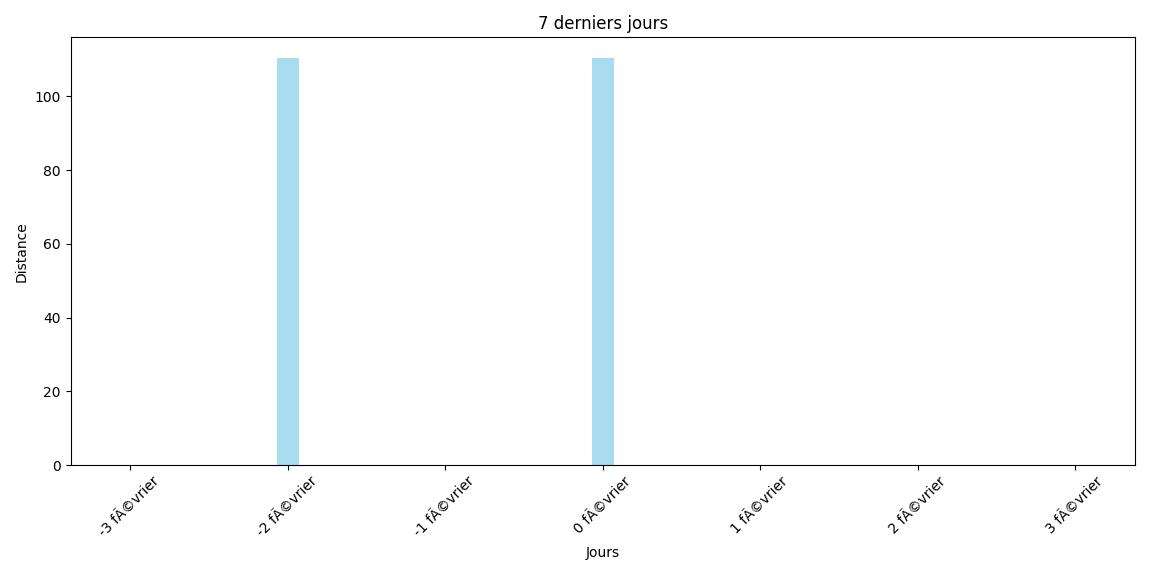 7 derniers jours
100
80
60
40
20
0
Distance
-3 fÃ©vrier
-2 fÃ©vrier
-1 fÃ©vrier
0 fÃ©vrier
1 fÃ©vrier
2 fÃ©vrier
3 fÃ©vrier
Jours